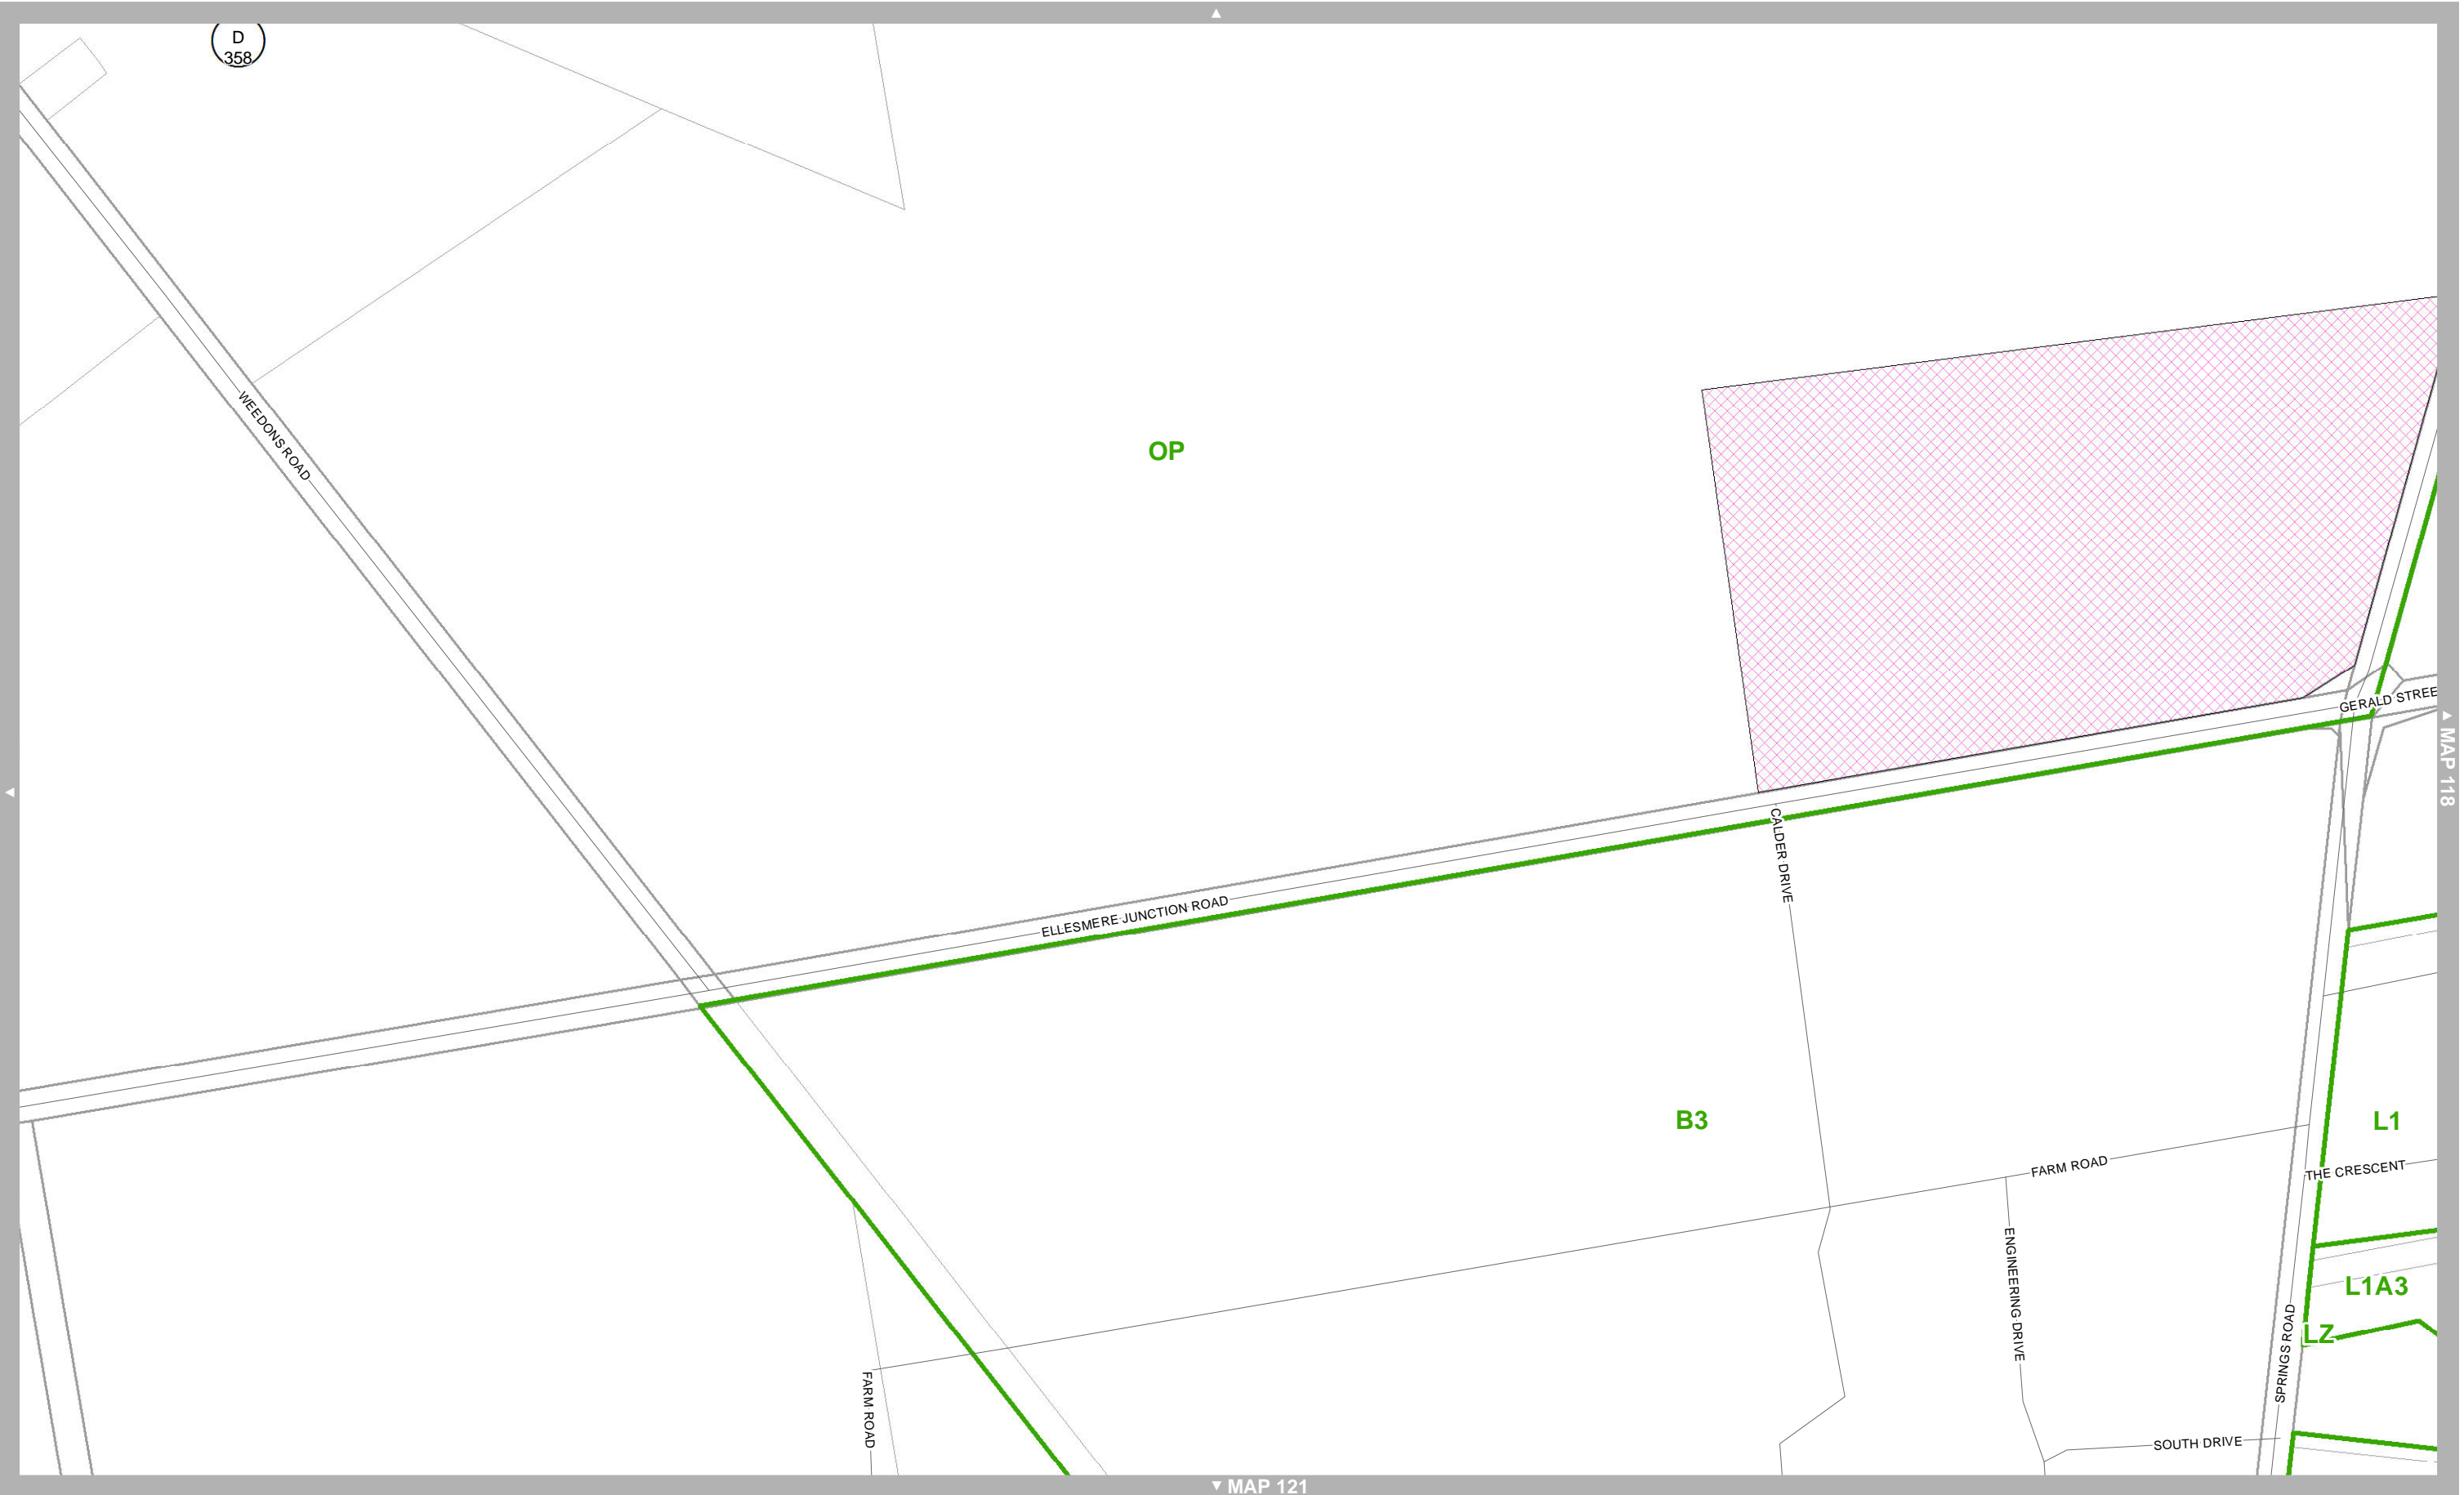 D
358
WEEDONS ROAD
OP
GERALD STREE
MAP 118
CALDER DRIVE
ELLESMERE JUNCTION ROAD
B3
L1
FARM ROAD
THE CRESCENT
ENGINEERING DRIVE
L1A3
LZ
SPRINGS ROAD
FARM ROAD
SOUTH DRIVE
MAP 121